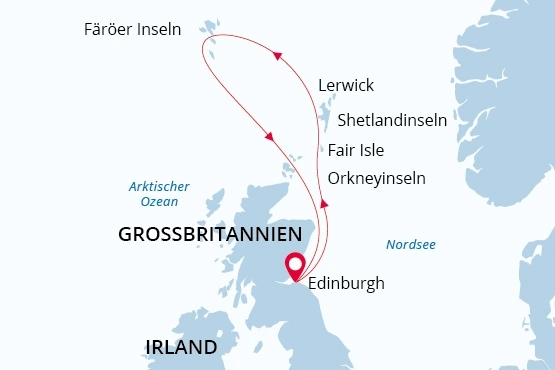 Färöer Inseln
Lerwick
Shetlandinseln
Fair Isle
Orkneyinseln
Arktischer
Ozean
GROSSBRITANNIEN
Nordsee
Edinburgh
IRLAND